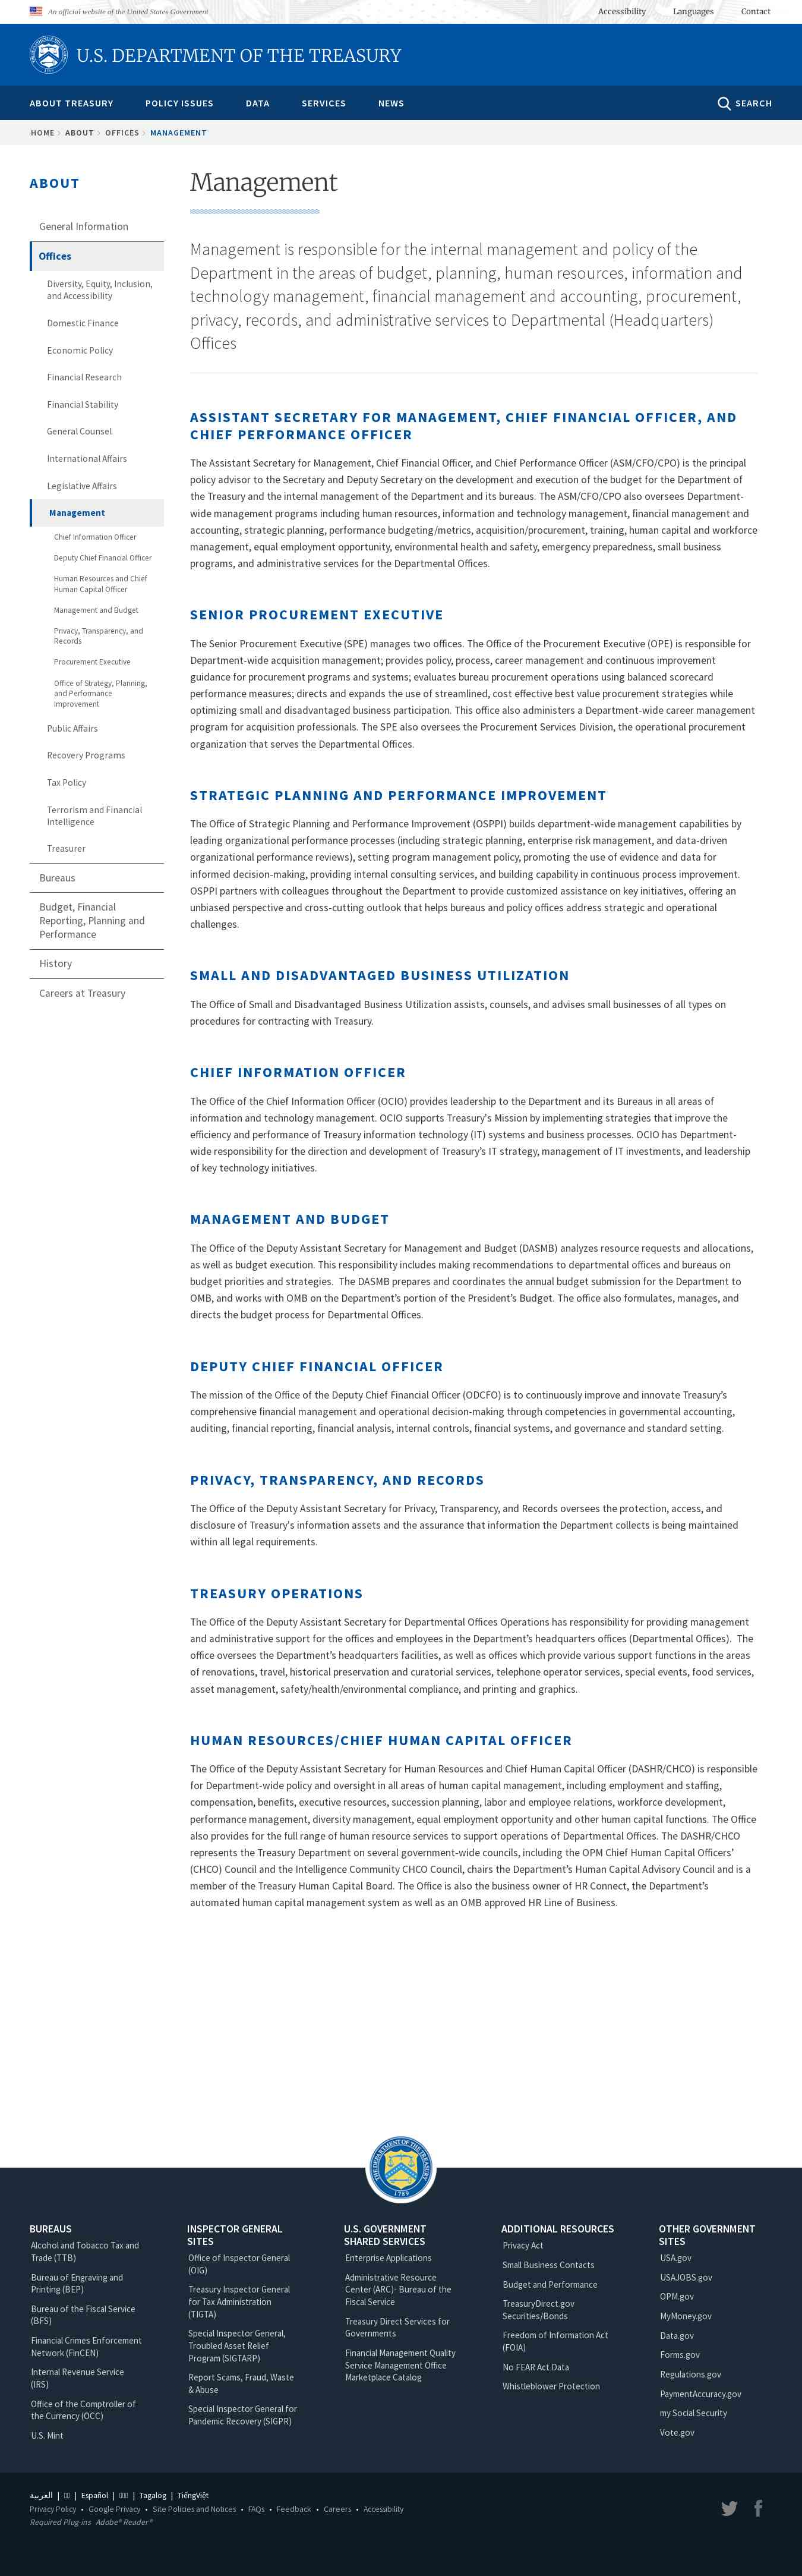 An official website of the United States Government
Accessibility
Languages
Contact
U.S. DEPARTMENT OF THE TREASURY
ABOUT TREASURY
POLICY ISSUES
DATA
SERVICES
NEWS
SEARCH
HOME
ABOUT
OFFICES
MANAGEMENT
ABOUT
General Information
Offices
Diversity, Equity, Inclusion,
and Accessibility
Domestic Finance
Economic Policy
Financial Research
Financial Stability
General Counsel
International Affairs
Legislative Affairs
Management
Chief Information Officer
Deputy Chief Financial Officer
Human Resources and Chief
Human Capital Officer
Management and Budget
Privacy, Transparency, and
Records
Procurement Executive
Office of Strategy, Planning,
and Performance
Improvement
Public Affairs
Recovery Programs
Tax Policy
Terrorism and Financial
Intelligence
Treasurer
Bureaus
Budget, Financial
Reporting, Planning and
Performance
History
Careers at Treasury
Management
Management is responsible for the internal management and policy of the
Department in the areas of budget, planning, human resources, information and
technology management, financial management and accounting, procurement,
privacy, records, and administrative services to Departmental (Headquarters)
Offices
ASSISTANT SECRETARY FOR MANAGEMENT, CHIEF FINANCIAL OFFICER, AND
CHIEF PERFORMANCE OFFICER
The Assistant Secretary for Management, Chief Financial Officer, and Chief Performance Officer (ASM/CFO/CPO) is the principal
policy advisor to the Secretary and Deputy Secretary on the development and execution of the budget for the Department of
the Treasury and the internal management of the Department and its bureaus. The ASM/CFO/CPO also oversees Department-
wide management programs including human resources, information and technology management, financial management and
accounting, strategic planning, performance budgeting/metrics, acquisition/procurement, training, human capital and workforce
management, equal employment opportunity, environmental health and safety, emergency preparedness, small business
programs, and administrative services for the Departmental Offices.
SENIOR PROCUREMENT EXECUTIVE
The Senior Procurement Executive (SPE) manages two offices. The Office of the Procurement Executive (OPE) is responsible for
Department-wide acquisition management; provides policy, process, career management and continuous improvement
guidance for procurement programs and systems; evaluates bureau procurement operations using balanced scorecard
performance measures; directs and expands the use of streamlined, cost effective best value procurement strategies while
optimizing small and disadvantaged business participation. This office also administers a Department-wide career management
program for acquisition professionals. The SPE also oversees the Procurement Services Division, the operational procurement
organization that serves the Departmental Offices.
STRATEGIC PLANNING AND PERFORMANCE IMPROVEMENT
The Office of Strategic Planning and Performance Improvement (OSPPI) builds department-wide management capabilities by
leading organizational performance processes (including strategic planning, enterprise risk management, and data-driven
organizational performance reviews), setting program management policy, promoting the use of evidence and data for
informed decision-making, providing internal consulting services, and building capability in continuous process improvement.
OSPPI partners with colleagues throughout the Department to provide customized assistance on key initiatives, offering an
unbiased perspective and cross-cutting outlook that helps bureaus and policy offices address strategic and operational
challenges.
SMALL AND DISADVANTAGED BUSINESS UTILIZATION
The Office of Small and Disadvantaged Business Utilization assists, counsels, and advises small businesses of all types on
procedures for contracting with Treasury.
CHIEF INFORMATION OFFICER
The Office of the Chief Information Officer (OCIO) provides leadership to the Department and its Bureaus in all areas of
information and technology management. OCIO supports Treasury's Mission by implementing strategies that improve the
efficiency and performance of Treasury information technology (IT) systems and business processes. OCIO has Department-
wide responsibility for the direction and development of Treasury's IT strategy, management of IT investments, and leadership
of key technology initiatives.
MANAGEMENT AND BUDGET
The Office of the Deputy Assistant Secretary for Management and Budget (DASMB) analyzes resource requests and allocations,
as well as budget execution. This responsibility includes making recommendations to departmental offices and bureaus on
budget priorities and strategies.  The DASMB prepares and coordinates the annual budget submission for the Department to
OMB, and works with OMB on the Department's portion of the President's Budget. The office also formulates, manages, and
directs the budget process for Departmental Offices.
DEPUTY CHIEF FINANCIAL OFFICER
The mission of the Office of the Deputy Chief Financial Officer (ODCFO) is to continuously improve and innovate Treasury's
comprehensive financial management and operational decision-making through competencies in governmental accounting,
auditing, financial reporting, financial analysis, internal controls, financial systems, and governance and standard setting.
PRIVACY, TRANSPARENCY, AND RECORDS
The Office of the Deputy Assistant Secretary for Privacy, Transparency, and Records oversees the protection, access, and
disclosure of Treasury's information assets and the assurance that information the Department collects is being maintained
within all legal requirements.
TREASURY OPERATIONS
The Office of the Deputy Assistant Secretary for Departmental Offices Operations has responsibility for providing management
and administrative support for the offices and employees in the Department's headquarters offices (Departmental Offices).  The
office oversees the Department's headquarters facilities, as well as offices which provide various support functions in the areas
of renovations, travel, historical preservation and curatorial services, telephone operator services, special events, food services,
asset management, safety/health/environmental compliance, and printing and graphics.
HUMAN RESOURCES/CHIEF HUMAN CAPITAL OFFICER
The Office of the Deputy Assistant Secretary for Human Resources and Chief Human Capital Officer (DASHR/CHCO) is responsible
for Department-wide policy and oversight in all areas of human capital management, including employment and staffing,
compensation, benefits, executive resources, succession planning, labor and employee relations, workforce development,
performance management, diversity management, equal employment opportunity and other human capital functions. The Office
also provides for the full range of human resource services to support operations of Departmental Offices. The DASHR/CHCO
represents the Treasury Department on several government-wide councils, including the OPM Chief Human Capital Officers'
(CHCO) Council and the Intelligence Community CHCO Council, chairs the Department's Human Capital Advisory Council and is a
member of the Treasury Human Capital Board. The Office is also the business owner of HR Connect, the Department's
automated human capital management system as well as an OMB approved HR Line of Business.
THE DEPARTMENT OF THE TREASURY
1789
BUREAUS
Alcohol and Tobacco Tax and
Trade (TTB)
Bureau of Engraving and
Printing (BEP)
Bureau of the Fiscal Service
(BFS)
Financial Crimes Enforcement
Network (FinCEN)
Internal Revenue Service
(IRS)
Office of the Comptroller of
the Currency (OCC)
U.S. Mint
INSPECTOR GENERAL
SITES
Office of Inspector General
(OIG)
Treasury Inspector General
for Tax Administration
(TIGTA)
Special Inspector General,
Troubled Asset Relief
Program (SIGTARP)
Report Scams, Fraud, Waste
& Abuse
Special Inspector General for
Pandemic Recovery (SIGPR)
U.S. GOVERNMENT
SHARED SERVICES
Enterprise Applications
Administrative Resource
Center (ARC)- Bureau of the
Fiscal Service
Treasury Direct Services for
Governments
Financial Management Quality
Service Management Office
Marketplace Catalog
ADDITIONAL RESOURCES
Privacy Act
Small Business Contacts
Budget and Performance
TreasuryDirect.gov
Securities/Bonds
Freedom of Information Act
(FOIA)
No FEAR Act Data
Whistleblower Protection
OTHER GOVERNMENT
SITES
USA.gov
USAJOBS.gov
OPM.gov
MyMoney.gov
Data.gov
Forms.gov
Regulations.gov
PaymentAccuracy.gov
my Social Security
Vote.gov
العربية | | Español | | Tagalog | TiếngViệt
Privacy Policy • Google Privacy • Site Policies and Notices • FAQs • Feedback • Careers • Accessibility
Required Plug-ins Adobe® Reader®